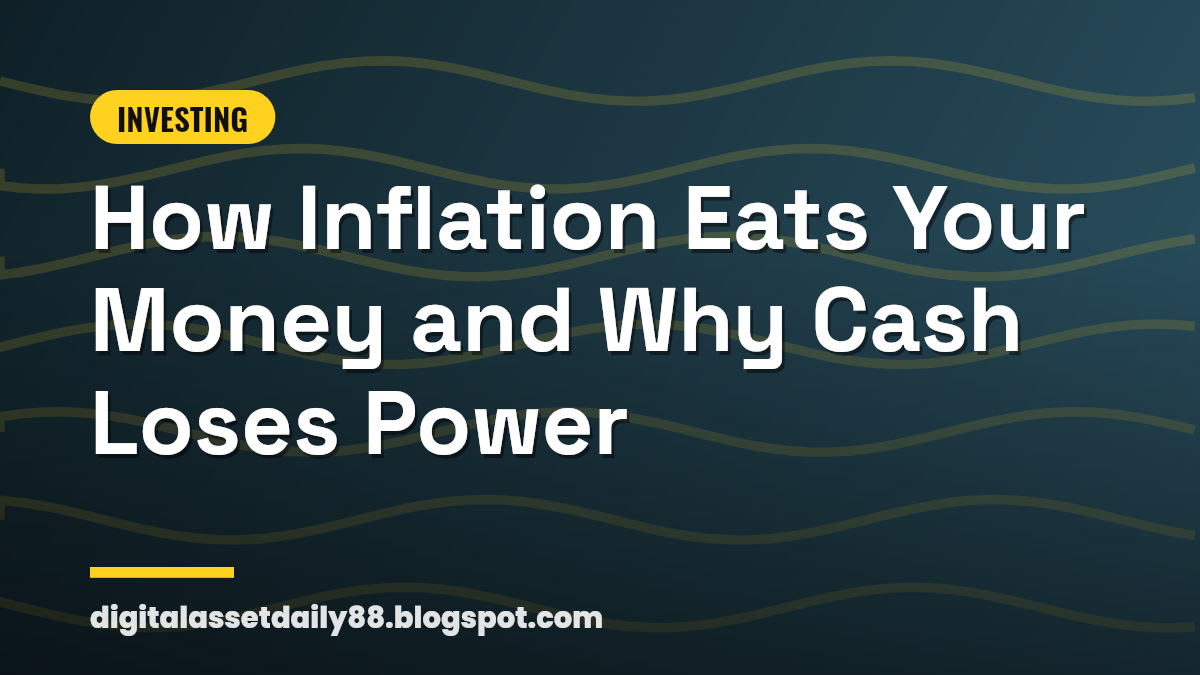 INVESTING
How Inflation Eats Your
Money and Why Cash
Loses Power
digitalassetdaily88.blogspot.com